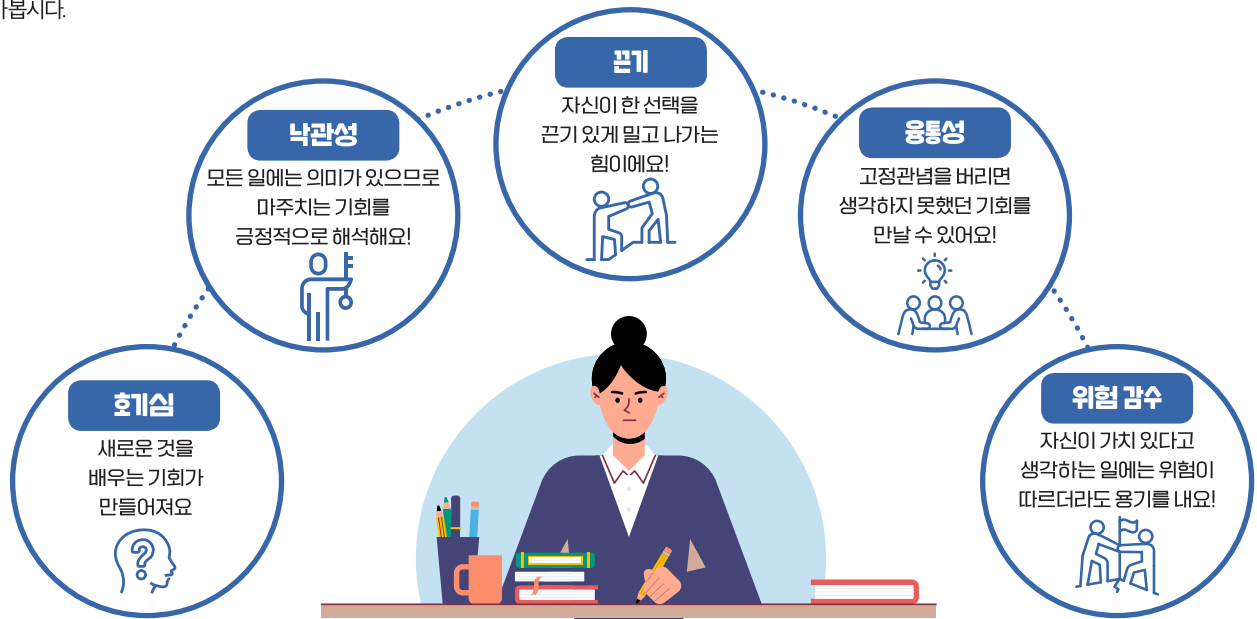 봅시다.
호기심
새로운 것을
배우는 기회가
만들어져요
낙관성
모든 일에는 의미가 있으므로
마주치는 기회를
긍정적으로 해석해요!
끈기
자신이 한 선택을
끈기 있게 밀고 나가는
힘이에요!
융통성
고정관념을 버리면
생각하지 못했던 기회를
만날 수 있어요!
위험 감수
자신이 가치 있다고
생각하는 일에는 위험이
따르더라도 용기를 내요!